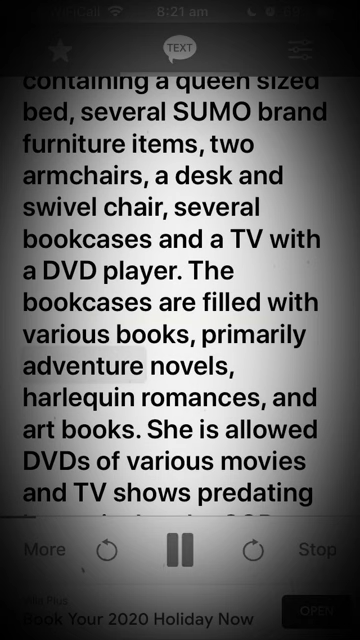 8:21 am
TEXT
containing a queen sized
bed, several SUMO brand
furniture items, two
armchairs, a desk and
swivel chair, several
bookcases and a TV with
a DVD player. The
bookcases are filled with
various books, primarily
adventure novels,
harlequin romances, and
art books. She is allowed
DVDs of various movies
and TV shows predating
More
Stop
Book Your 2020 Holiday Now
OPEN